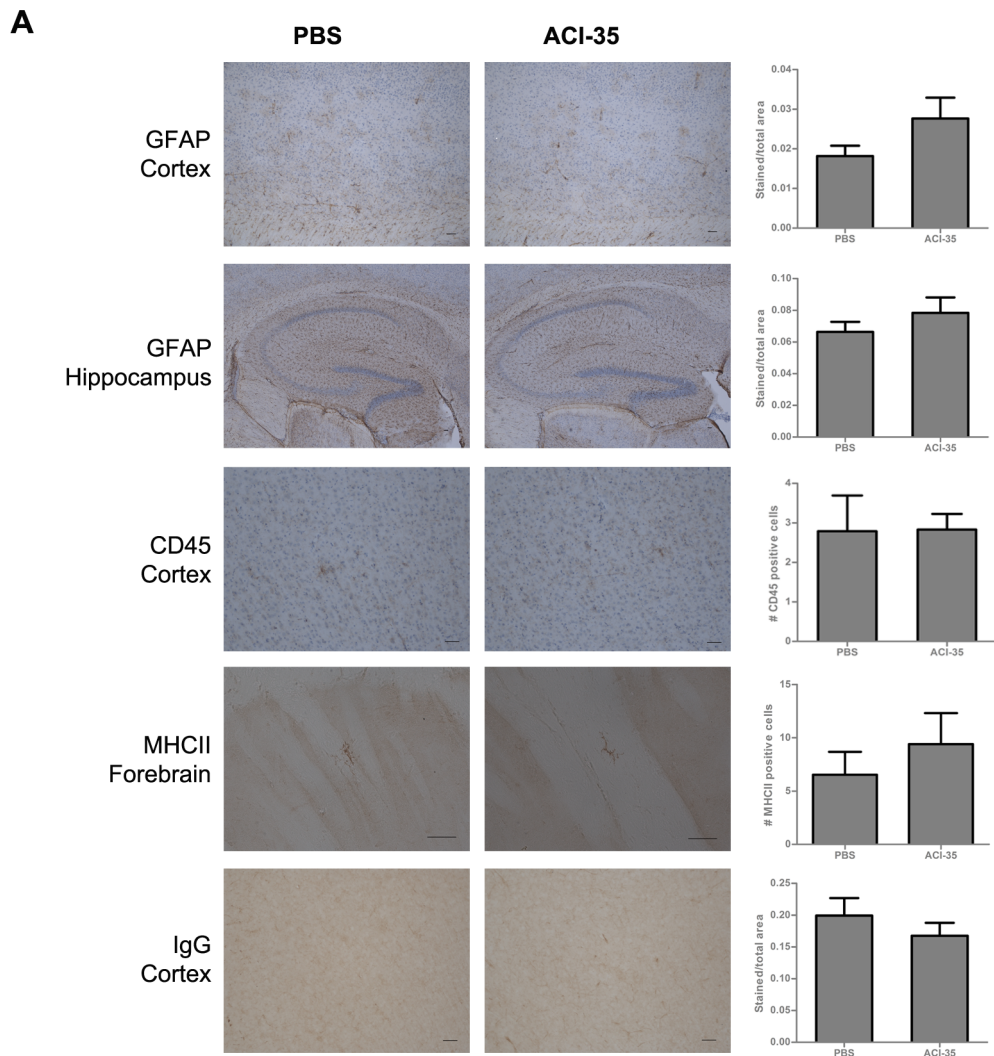 A
PBS
ACI-35
GFAP
Cortex
0.04
0.03
0.02
0.01
0.00
Stained/total area
PBS
ACI-35
GFAP
Hippocampus
0.10
0.08
0.06
0.04
0.02
0.00
Stained/total area
PBS
ACI-35
CD45
Cortex
4
3
2
1
0
# CD45 positive cells
PBS
ACI-35
MHCII
Forebrain
15
10
5
0
# MHCII positive cells
PBS
ACI-35
IgG
Cortex
0.25
0.20
0.15
0.10
0.05
0.00
Stained/total area
PBS
ACI-35